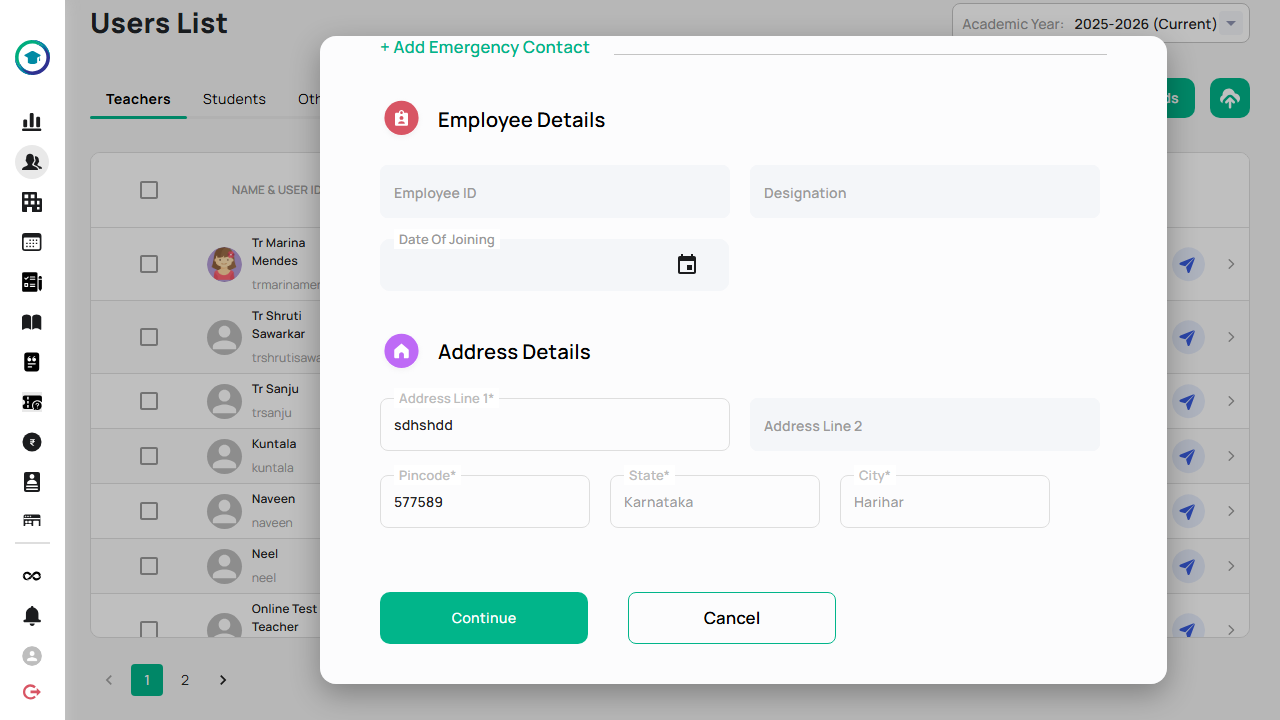 Users List
Academic Year: 2025-2026 (Current)
+ Add Emergency Contact
Teachers
Students
Employee Details
NAME & USER ID
Employee ID
Designation
Date Of Joining
Tr Marina
Mendes
Tr Shruti
Sawarkar
Address Details
Tr Sanju
trsanju
Address Line 1*
sdhshdd
Address Line 2
Kuntala
kuntala
Pincode*
State*
City*
577589
Karnataka
Harihar
Naveen
naveen
Neel
neel
Online Test
Teacher
Continue
Cancel
1
2